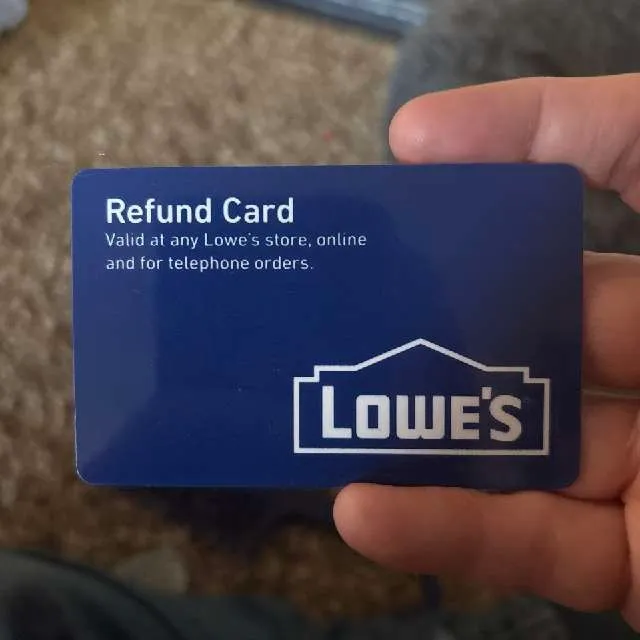 Refund Card
Valid at any Lowe's store, online
and for telephone orders.
LOWE'S